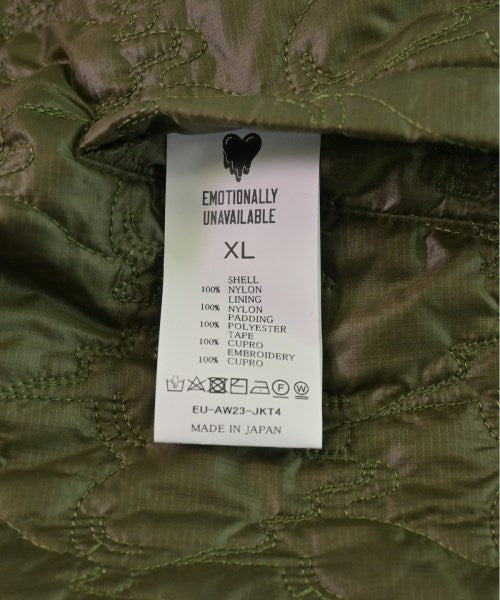 EMOTIONALLY
UNAVAILABLE
XL
SHELL
100% NYLON
LINING
100% NYLON
PADDING
100% POLYESTER
TAPE
100% CUPRO
EMBROIDERY
100% CUPRO
F W
EU-AW23-JKT4
MADE IN JAPAN